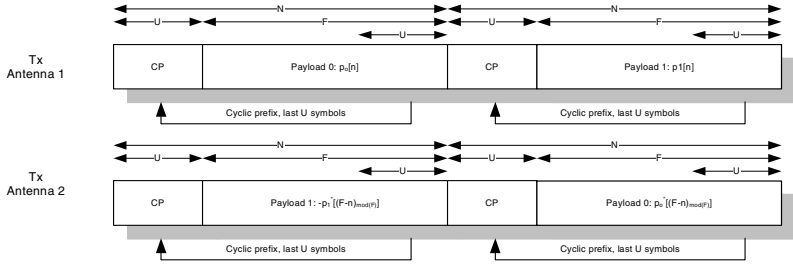 N N
U F U F
U U
Tx
Antenna 1
CP Payload 0: pₒ[n] CP Payload 1: p1[n]
Cyclic prefix, last U symbols Cyclic prefix, last U symbols
N N
U F U F
U U
Tx
Antenna 2
CP Payload 1: -p₁*[(F-n)mod(F)] CP Payload 0: pₒ*[(F-n)mod(F)]
Cyclic prefix, last U symbols Cyclic prefix, last U symbols